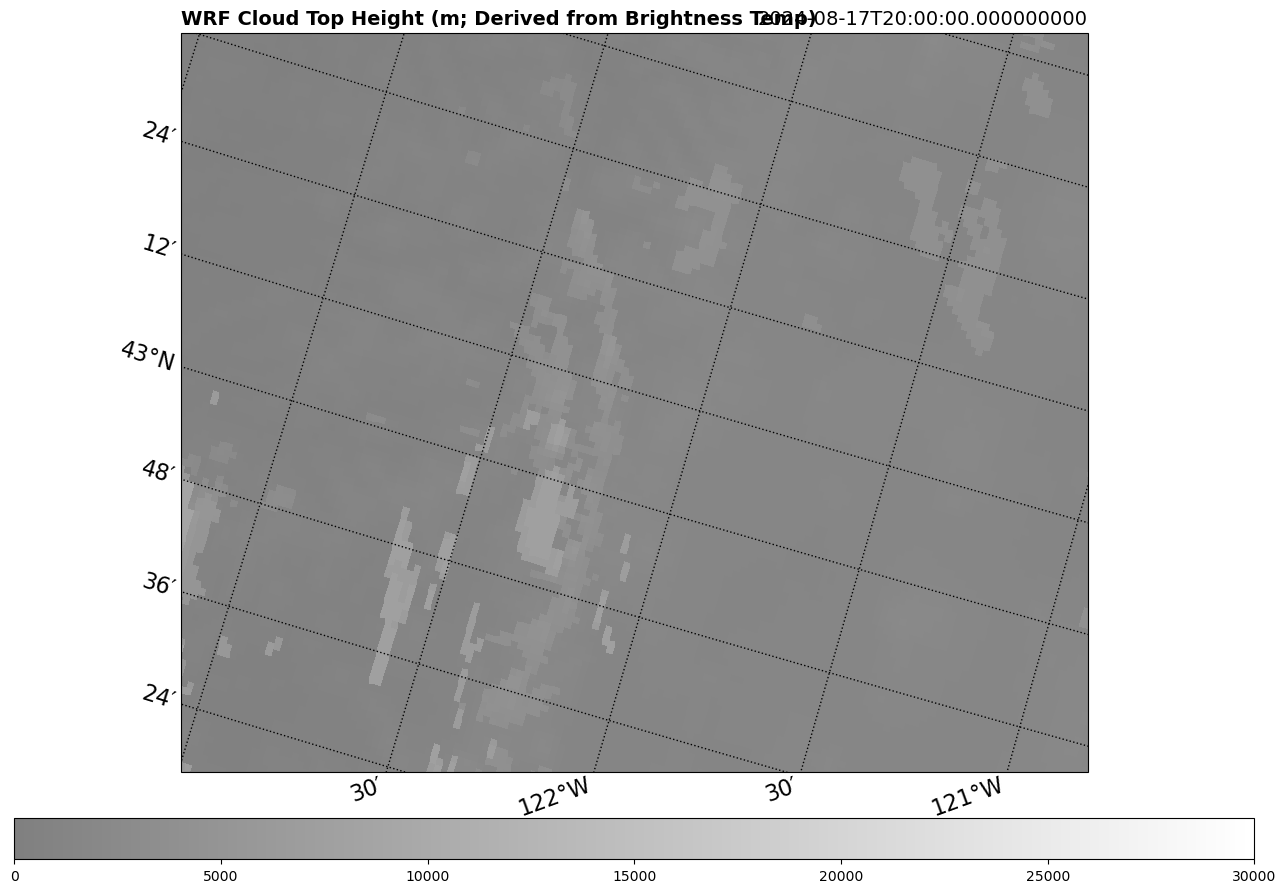 WRF Cloud Top Height (m; Derived from Brightness Temp) 2024-08-17T20:00:00.000000000
24′
12′
43°N
48′
36′
24′
30′ 122°W 30′ 121°W
0 5000 10000 15000 20000 25000 30000